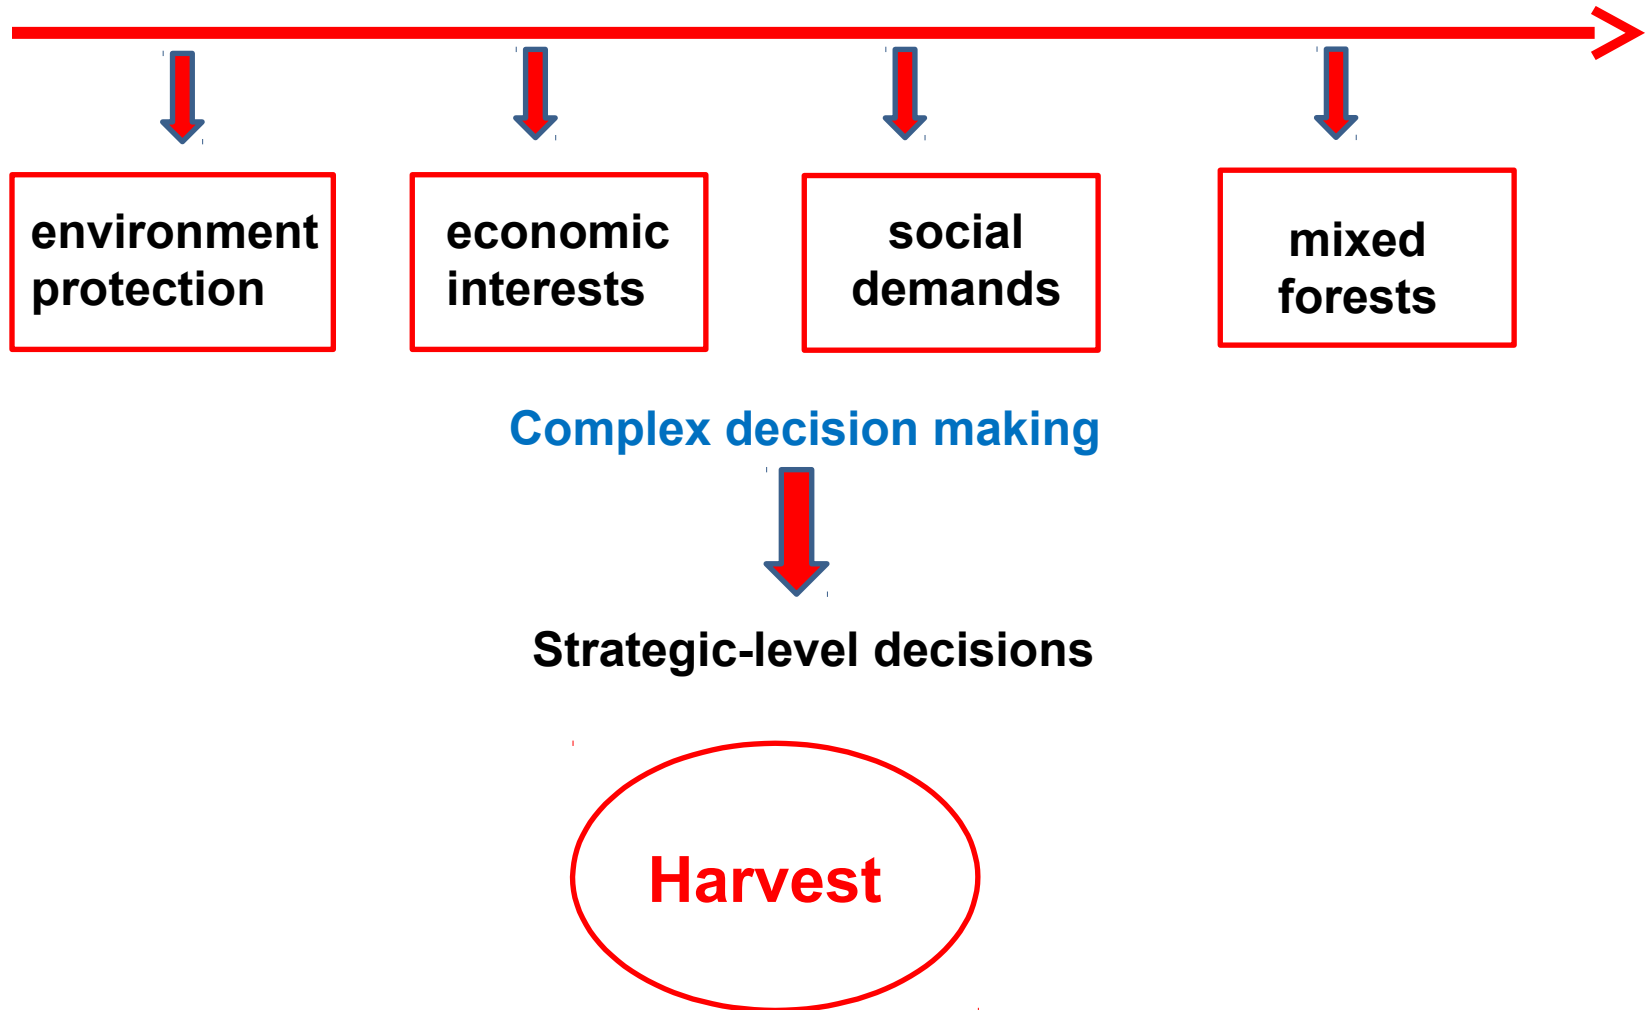 environment
protection
economic
interests
social
demands
mixed
forests
Complex decision making
Strategic-level decisions
Harvest